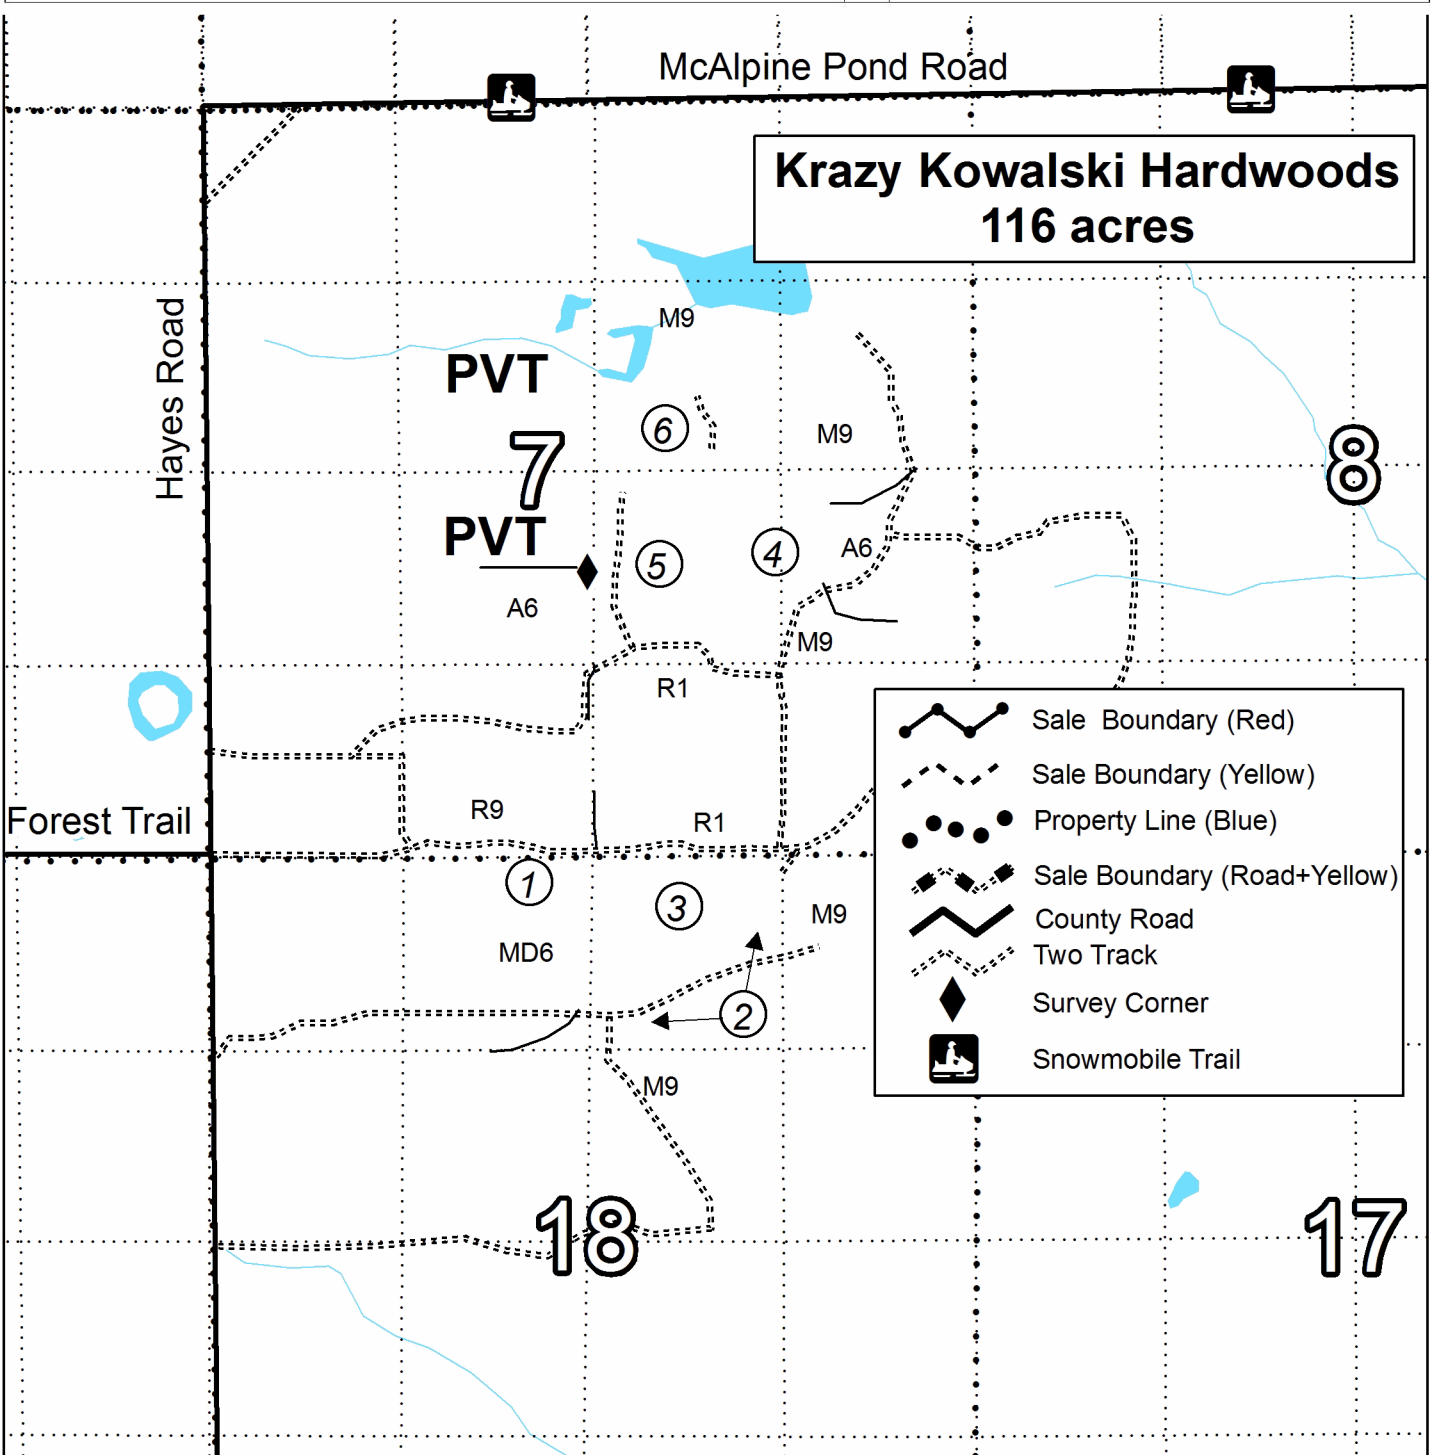 McAlpine Pond Road
Krazy Kowalski Hardwoods
116 acres
Hayes Road
M9
PVT
6
M9
7
8
PVT
5
4
A6
A6
M9
R1
Sale Boundary (Red)
Sale Boundary (Yellow)
R9
R1
Forest Trail
Property Line (Blue)
Sale Boundary (Road+Yellow)
1
3
M9
County Road
MD6
Two Track
2
Survey Corner
Snowmobile Trail
M9
18
17